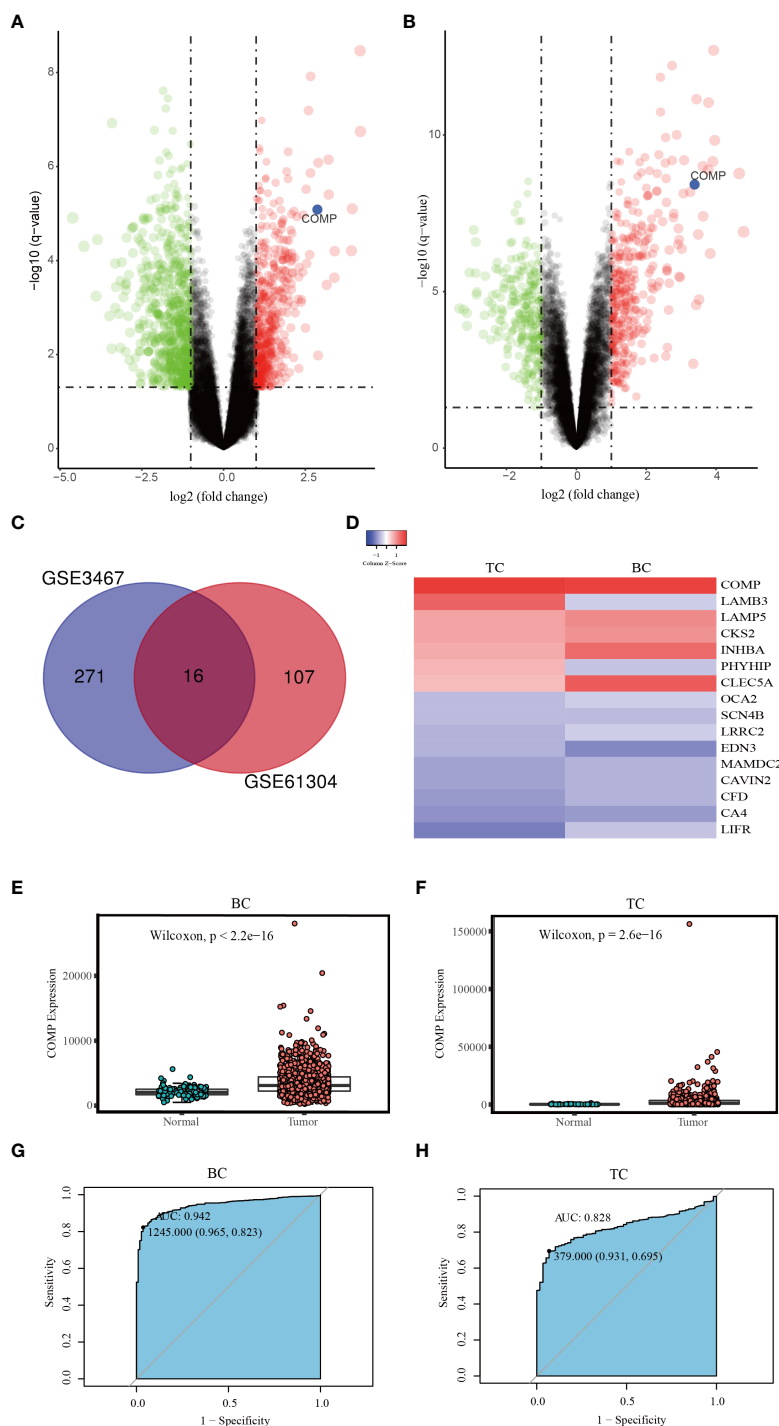 A
8
6
4
2
0
−log10 (q-value)
COMP
−5.0
−2.5
0.0
2.5
log2 (fold change)
B
10
5
0
−log10 (q-value)
COMP
−2
0
2
4
log2 (fold change)
C
GSE3467
271
16
107
GSE61304
D
−1 1
Column Z-Score
TC BC
COMP
LAMB3
LAMP5
CKS2
INHBA
PHYHIP
CLEC5A
OCA2
SCN4B
LRRC2
EDN3
MAMDC2
CAVIN2
CFD
CA4
LIFR
E
BC
Wilcoxon, p < 2.2e−16
COMP Expression
20000
10000
0
Normal Tumor
F
TC
Wilcoxon, p = 2.6e−16
COMP Expression
150000
100000
50000
0
Normal Tumor
G
BC
AUC: 0.942
1245.000 (0.965, 0.823)
Sensitivity
1.0
0.8
0.6
0.4
0.2
0.0
0.0 0.5 1.0
1 − Specificity
H
TC
AUC: 0.828
379.000 (0.931, 0.695)
Sensitivity
1.0
0.8
0.6
0.4
0.2
0.0
0.0 0.5 1.0
1 − Specificity